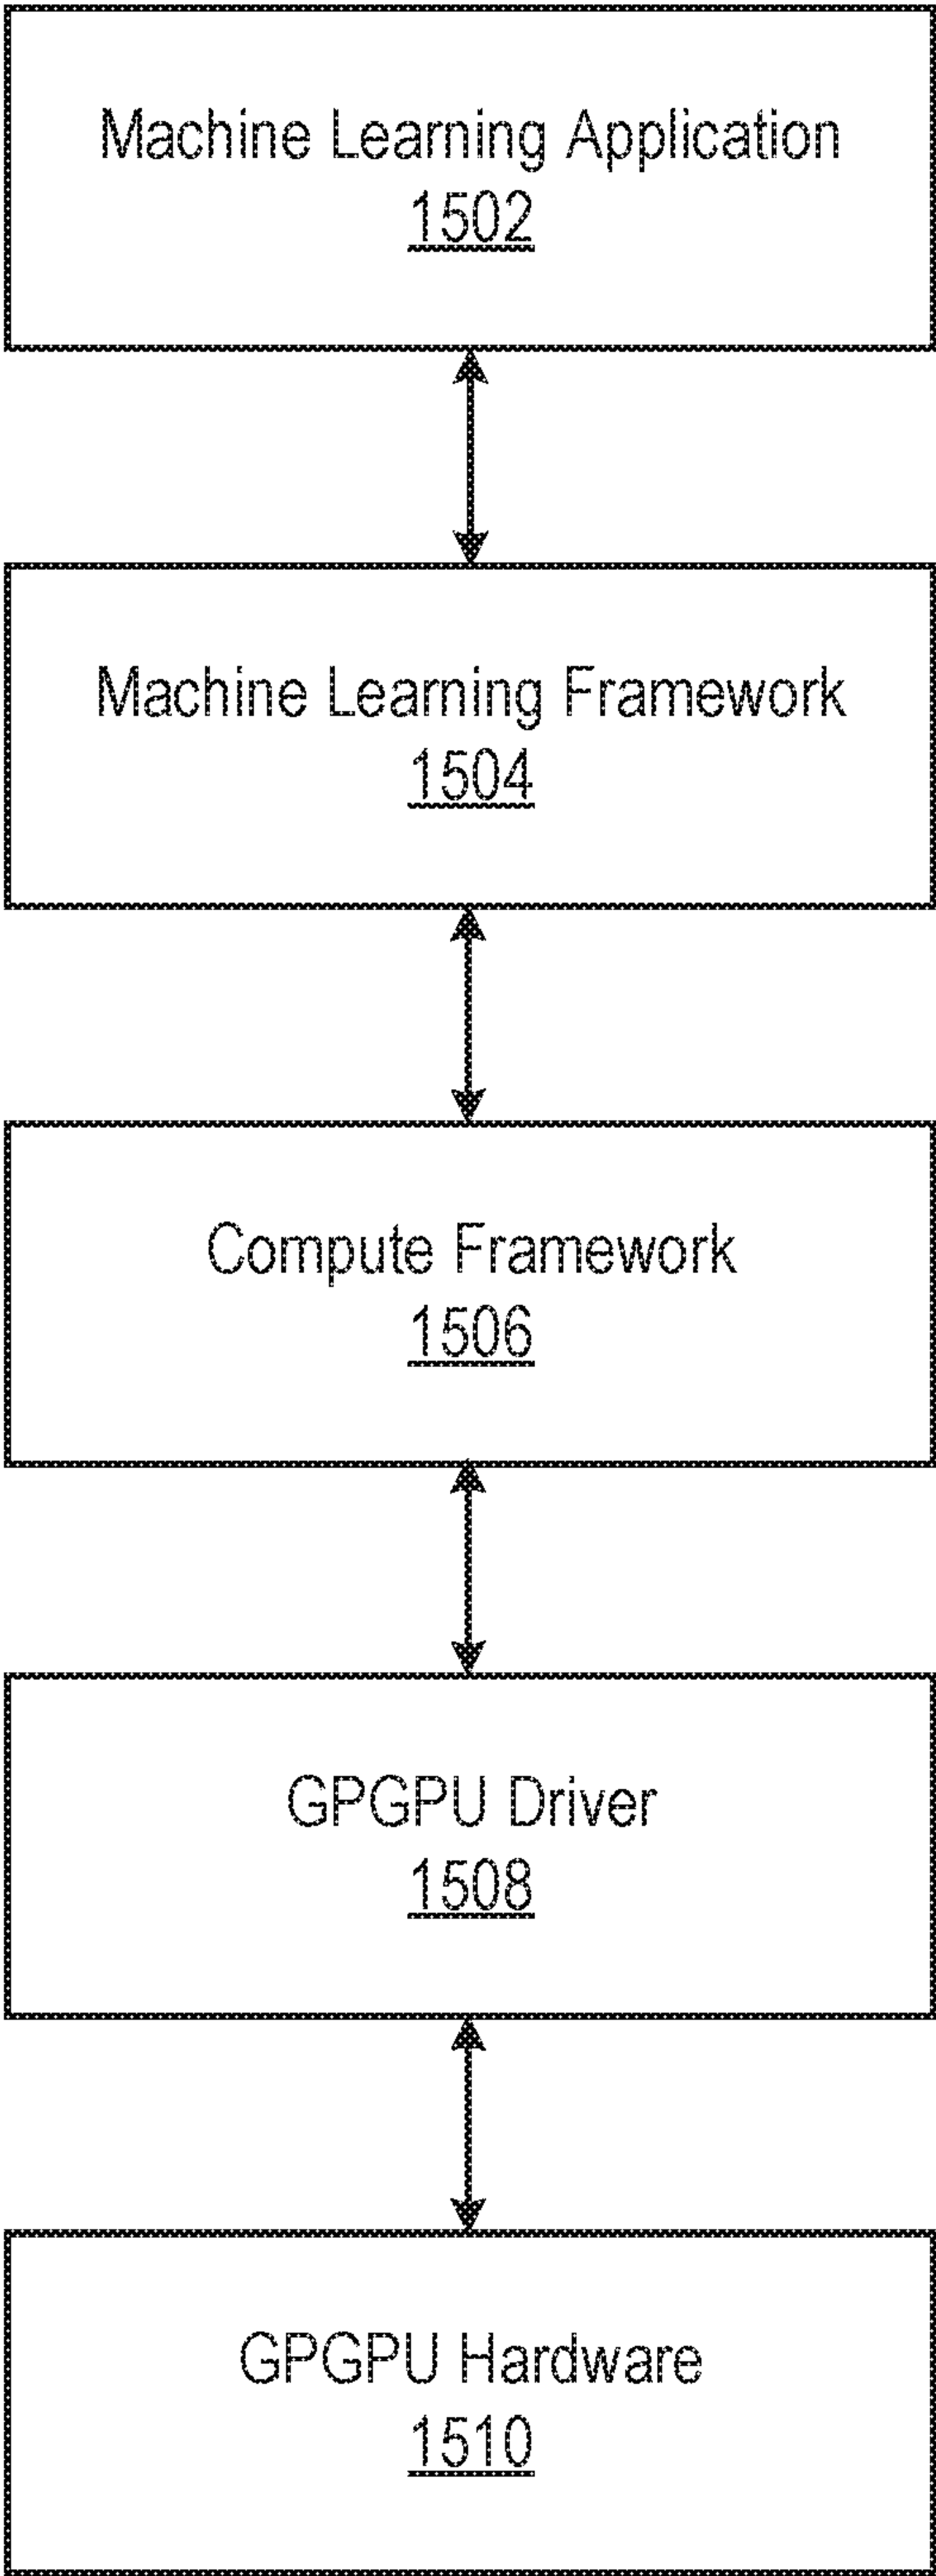 Machine Learning Application
1502
Machine Learning Framework
1504
Compute Framework
1506
GPGPU Driver
1508
GPGPU Hardware
1510